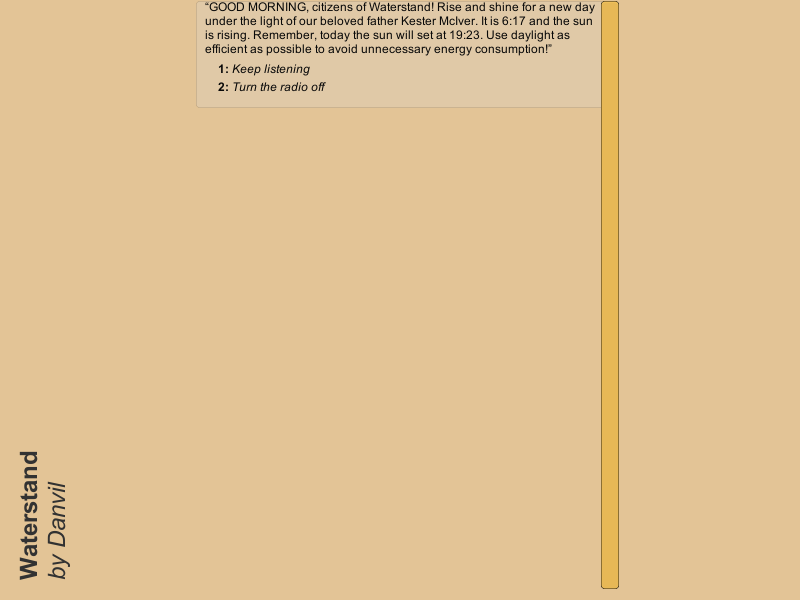 “GOOD MORNING, citizens of Waterstand! Rise and shine for a new day
under the light of our beloved father Kester McIver. It is 6:17 and the sun
is rising. Remember, today the sun will set at 19:23. Use daylight as
efficient as possible to avoid unnecessary energy consumption!”
1: Keep listening
2: Turn the radio off
Waterstand
by Danvil